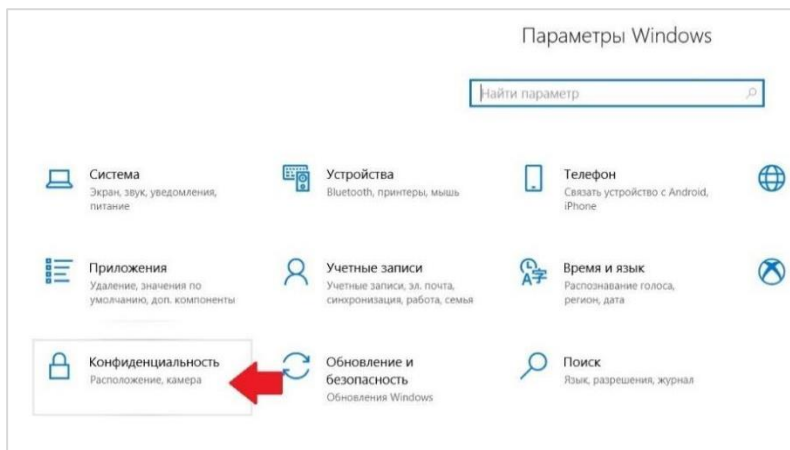 Параметры Windows
Найти параметр
Система
Экран, звук, уведомления,
питание
Устройства
Bluetooth, принтеры, мышь
Телефон
Связать устройство с Android,
iPhone
Приложения
Удаление, значения по
умолчанию, доп. компоненты
Учетные записи
Учетные записи, эл. почта,
синхронизация, работа, семья
Время и язык
Распознавание голоса,
регион, дата
Конфиденциальность
Расположение, камера
Обновление и
безопасность
Обновления Windows
Поиск
Язык, разрешения, журнал